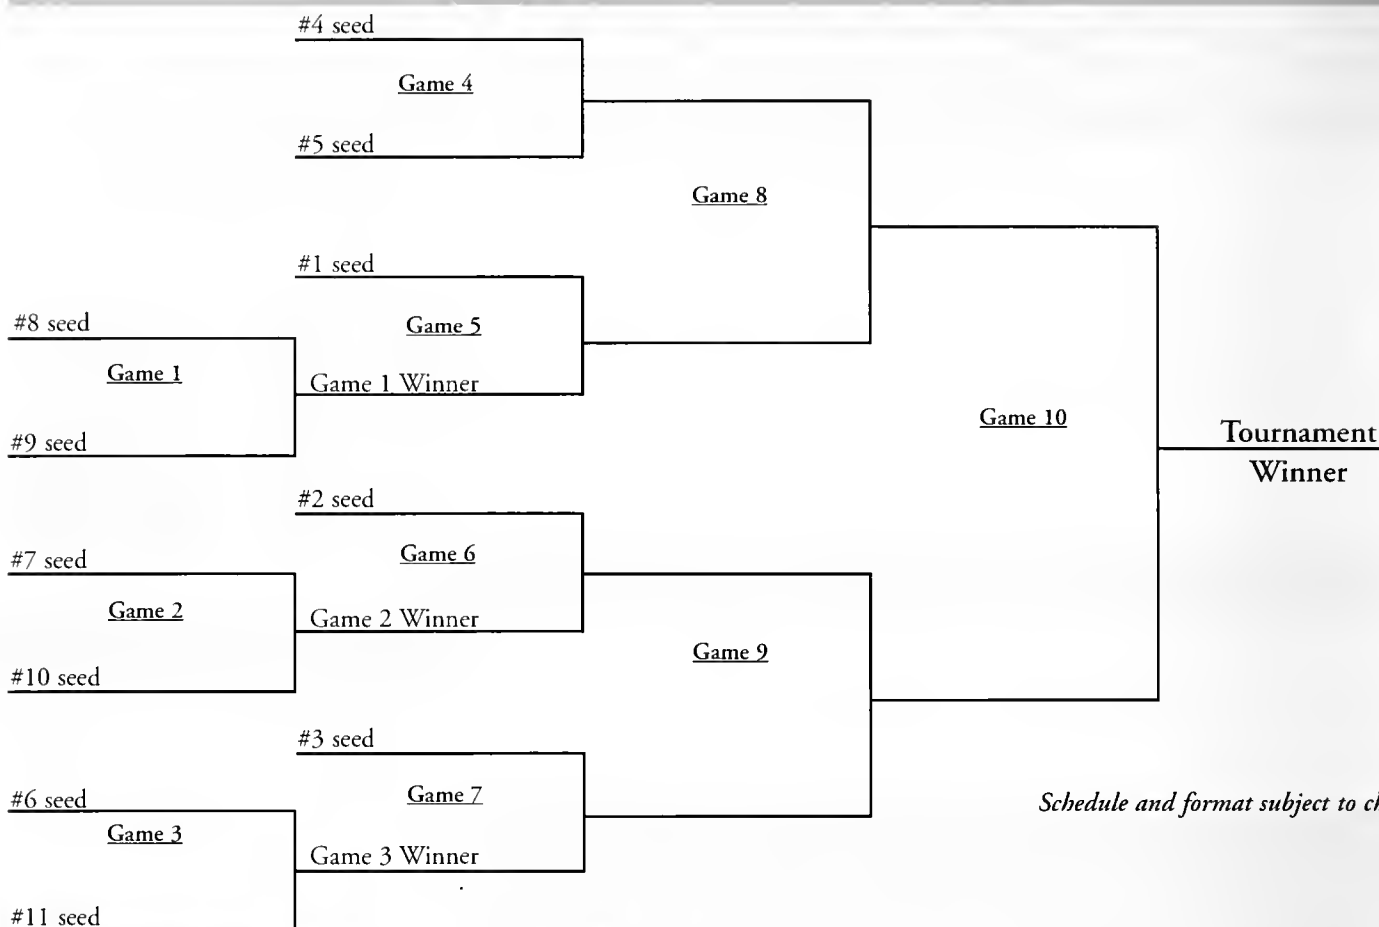 #4 seed
Game 4
#5 seed
Game 8
#1 seed
#8 seed
Game 5
Game 1
Game 1 Winner
Game 10
#9 seed
Tournament
Winner
#2 seed
#7 seed
Game 6
Game 2
Game 2 Winner
Game 9
#10 seed
#3 seed
#6 seed
Game 7
Schedule and format subject to ch
Game 3
Game 3 Winner
#11 seed